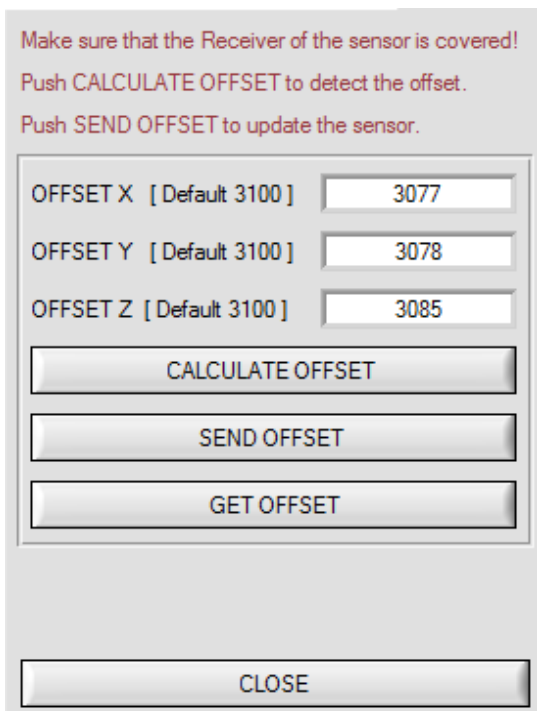 Make sure that the Receiver of the sensor is covered!
Push CALCULATE OFFSET to detect the offset.
Push SEND OFFSET to update the sensor.
OFFSET X [ Default 3100 ] 3077
OFFSET Y [ Default 3100 ] 3078
OFFSET Z [ Default 3100 ] 3085
CALCULATE OFFSET
SEND OFFSET
GET OFFSET
CLOSE